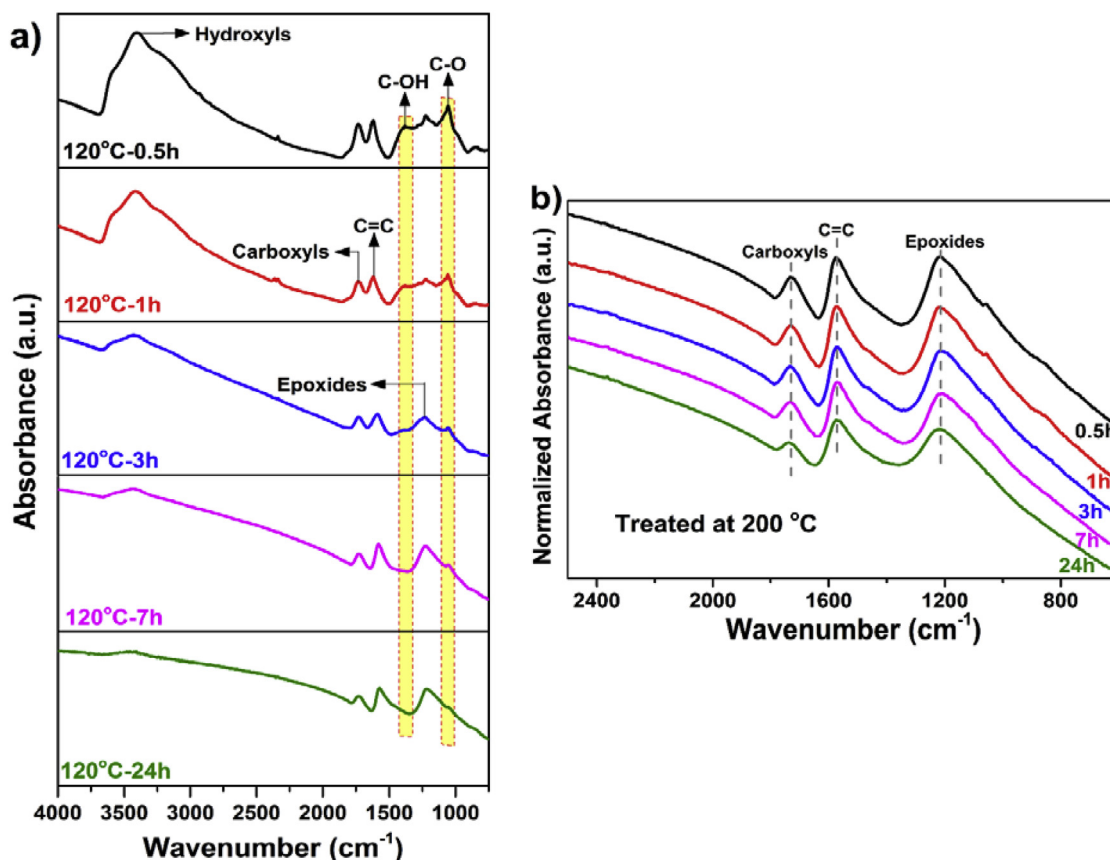 a)
Hydroxyls
C-OH
C-O
120°C-0.5h
Carboxyls
C=C
120°C-1h
Epoxides
120°C-3h
120°C-7h
120°C-24h
Absorbance (a.u.)
4000 3500 3000 2500 2000 1500 1000
Wavenumber (cm⁻¹)
b)
Carboxyls
C=C
Epoxides
0.5h
1h
3h
7h
24h
Treated at 200 °C
Normalized Absorbance (a.u.)
2400 2000 1600 1200 800
Wavenumber (cm⁻¹)